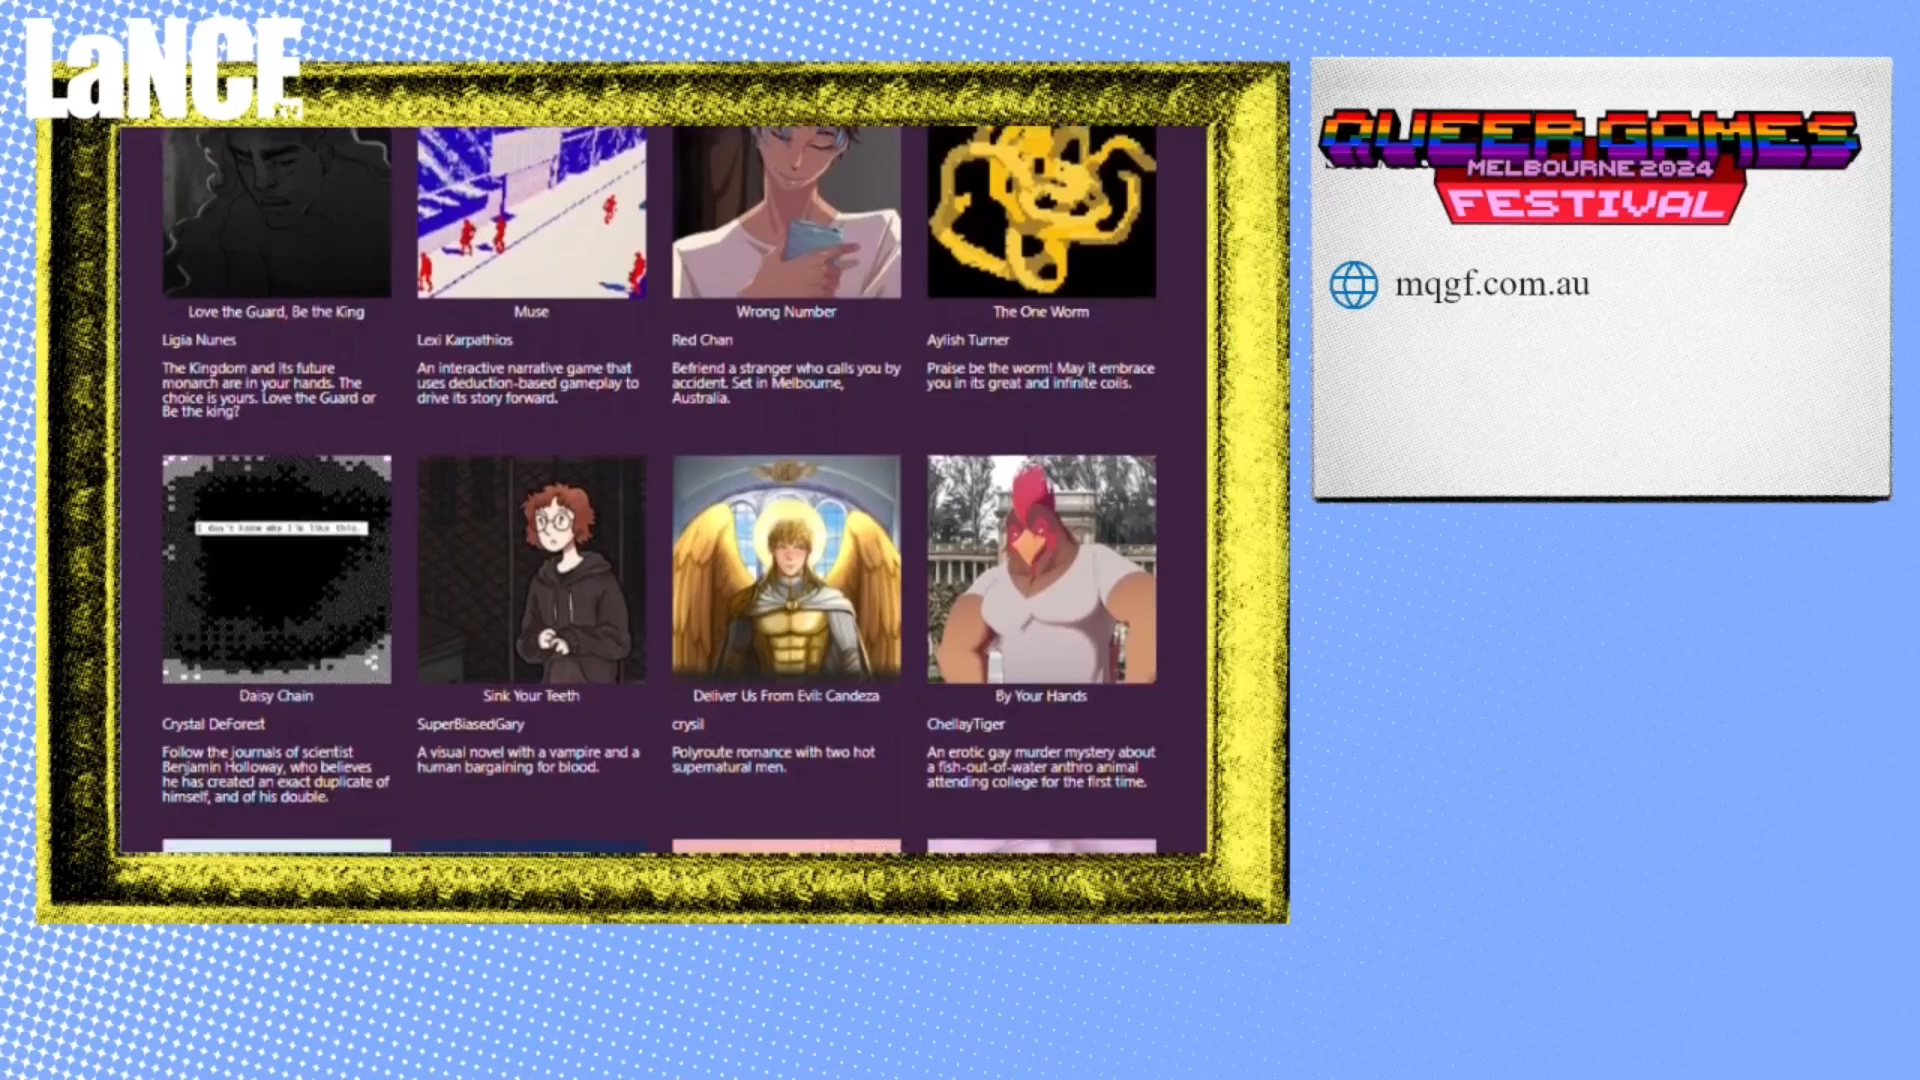 LaNCE
TV
QUEER GAMES
MELBOURNE 2024
FESTIVAL
mqgf.com.au
Love the Guard, Be the King
Ligia Nunes
The Kingdom and its future
monarch are in your hands. The
choice is yours. Love the Guard or
Be the king?
Muse
Lexi Karpathios
An interactive narrative game that
uses deduction-based gameplay to
drive its story forward.
Wrong Number
Red Chan
Befriend a stranger who calls you by
accident. Set in Melbourne,
Australia.
The One Worm
Aylish Turner
Praise be the worm! May it embrace
you in its great and infinite coils.
I don't know why I'm like this.
Daisy Chain
Crystal DeForest
Follow the journals of scientist
Benjamin Holloway, who believes
he has created an exact duplicate of
himself, and of his double.
Sink Your Teeth
SuperBiasedGary
A visual novel with a vampire and a
human bargaining for blood.
Deliver Us From Evil: Candeza
crysil
Polyroute romance with two hot
supernatural men.
By Your Hands
ChellayTiger
An erotic gay murder mystery about
a fish-out-of-water anthro animal
attending college for the first time.